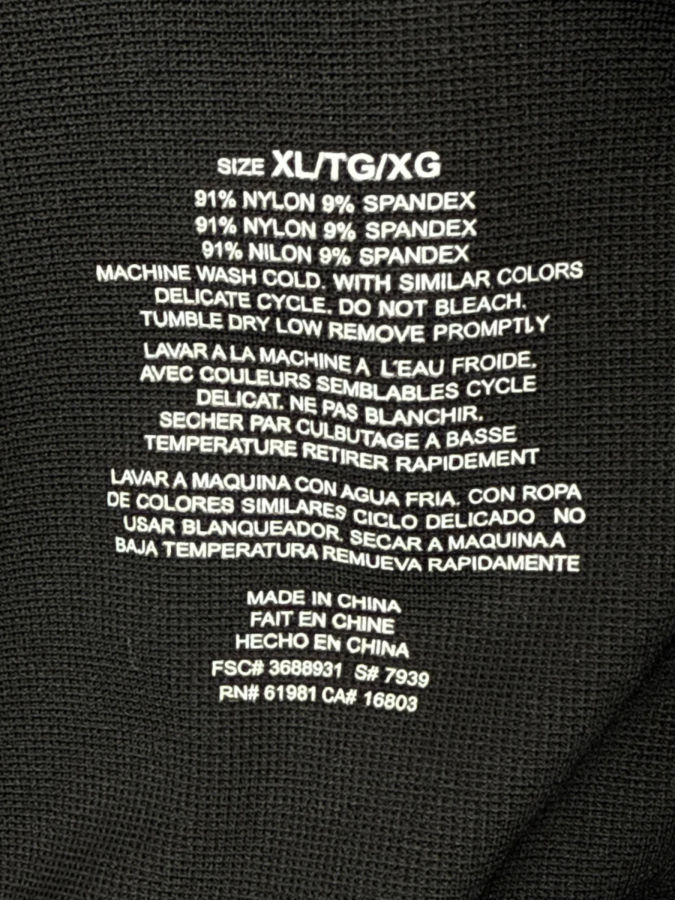 SIZE XL/TG/XG
91% NYLON 9% SPANDEX
91% NYLON 9% SPANDEX
91% NILON 9% SPANDEX
MACHINE WASH COLD. WITH SIMILAR COLORS
DELICATE CYCLE. DO NOT BLEACH.
TUMBLE DRY LOW REMOVE PROMPTLY
LAVAR A LA MACHINE A L'EAU FROIDE.
AVEC COULEURS SEMBLABLES CYCLE
DELICAT. NE PAS BLANCHIR.
SECHER PAR CULBUTAGE A BASSE
TEMPERATURE RETIRER RAPIDEMENT
LAVAR A MAQUINA CON AGUA FRIA. CON ROPA
DE COLORES SIMILARES CICLO DELICADO NO
USAR BLANQUEADOR. SECAR A MAQUINA A
BAJA TEMPERATURA REMUEVA RAPIDAMENTE
MADE IN CHINA
FAIT EN CHINE
HECHO EN CHINA
FSC# 3688931 S# 7939
RN# 61981 CA# 16803